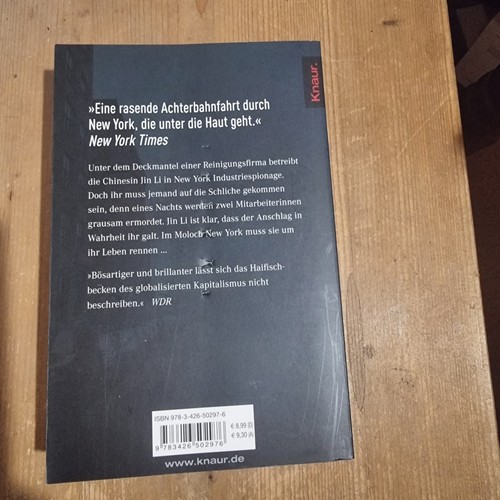 Knaur.
»Eine rasende Achterbahnfahrt durch
New York, die unter die Haut geht.«
New York Times
Unter dem Deckmantel einer Reinigungsfirma betreibt
die Chinesin Jin Li in New York Industriespionage.
Doch ihr muss jemand auf die Schliche gekommen
sein, denn eines Nachts werden zwei Mitarbeiterinnen
grausam ermordet. Jin Li ist klar, dass der Anschlag in
Wahrheit ihr galt. Im Moloch New York muss sie um
ihr Leben rennen ...
»Bösartiger und brillanter lässt sich das Haifisch-
becken des globalisierten Kapitalismus nicht
beschreiben.« WDR
ISBN 978-3-426-50297-6
€ 8,99 (D)
€ 9,30 (A)
9 783426 502976
www.knaur.de